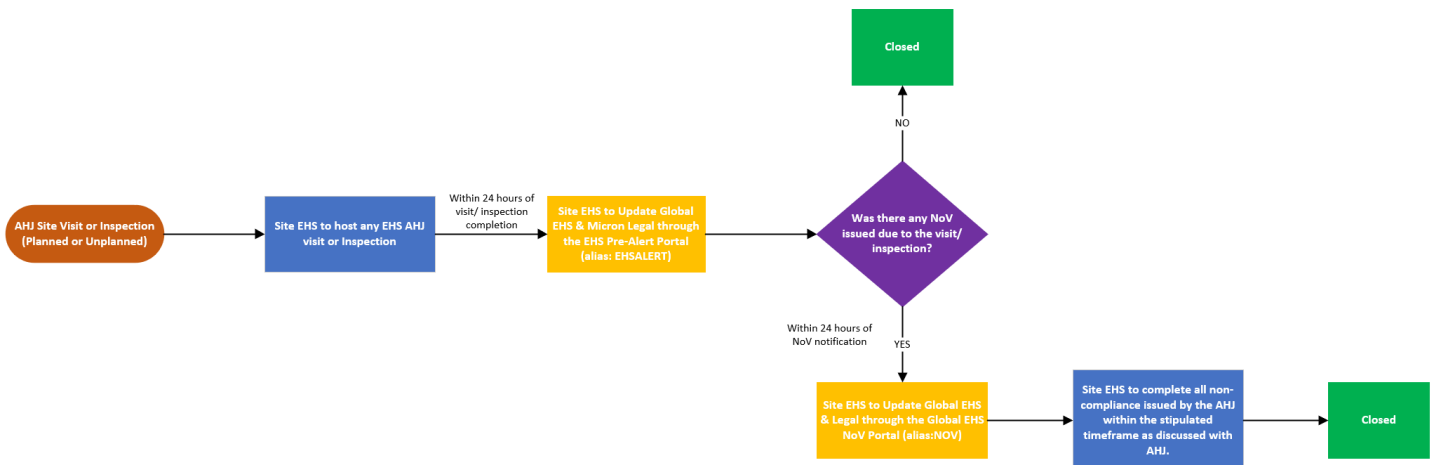 Closed
NO
AHJ Site Visit or Inspection
(Planned or Unplanned)
Site EHS to host any EHS AHJ
visit or Inspection
Within 24 hours of
visit/ inspection
completion
Site EHS to Update Global
EHS & Micron Legal through
the EHS Pre-Alert Portal
(alias: EHSALERT)
Was there any NoV
issued due to the visit/
inspection?
Within 24 hours of
NoV notification
YES
Site EHS to Update Global EHS
& Legal through the Global EHS
NoV Portal (alias:NOV)
Site EHS to complete all non-
compliance issued by the AHJ
within the stipulated
timeframe as discussed with
AHJ.
Closed